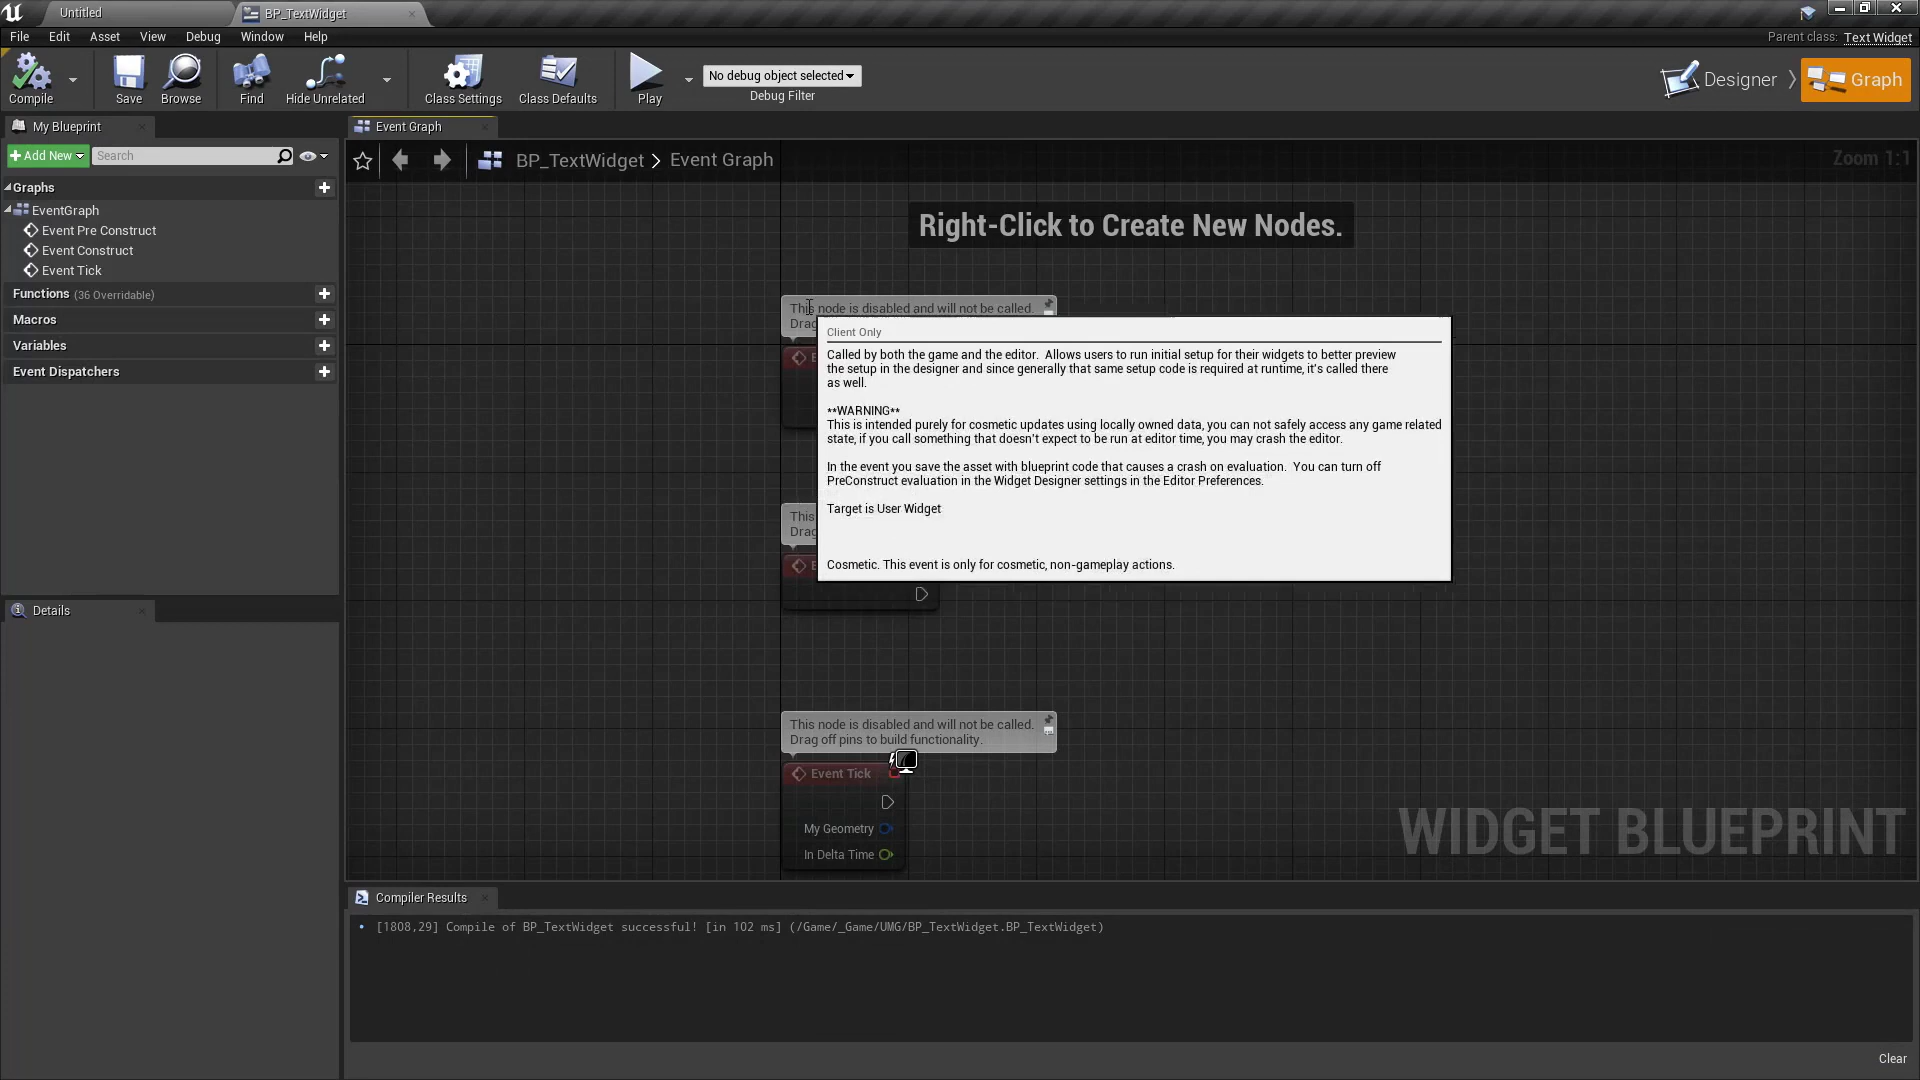 Untitled
BP_TextWidget
File Edit Asset View Debug Window Help
Parent class: Text Widget
Compile
Save
Browse
Find
Hide Unrelated
Class Settings
Class Defaults
Play
No debug object selected
Debug Filter
Designer
Graph
My Blueprint
Add New
Search
Graphs
EventGraph
Event Pre Construct
Event Construct
Event Tick
Functions (36 Overridable)
Macros
Variables
Event Dispatchers
Details
Event Graph
BP_TextWidget > Event Graph
Zoom 1:1
Right-Click to Create New Nodes.
This node is disabled and will not be called.
Drag
Client Only
Called by both the game and the editor. Allows users to run initial setup for their widgets to better preview
the setup in the designer and since generally that same setup code is required at runtime, it's called there
as well.
**WARNING**
This is intended purely for cosmetic updates using locally owned data, you can not safely access any game related
state, if you call something that doesn't expect to be run at editor time, you may crash the editor.
In the event you save the asset with blueprint code that causes a crash on evaluation. You can turn off
PreConstruct evaluation in the Widget Designer settings in the Editor Preferences.
Target is User Widget
Cosmetic. This event is only for cosmetic, non-gameplay actions.
This
Drag
This node is disabled and will not be called.
Drag off pins to build functionality.
Event Tick
My Geometry
In Delta Time
WIDGET BLUEPRINT
Compiler Results
• [1808,29] Compile of BP_TextWidget successful! [in 102 ms] (/Game/_Game/UMG/BP_TextWidget.BP_TextWidget)
Clear